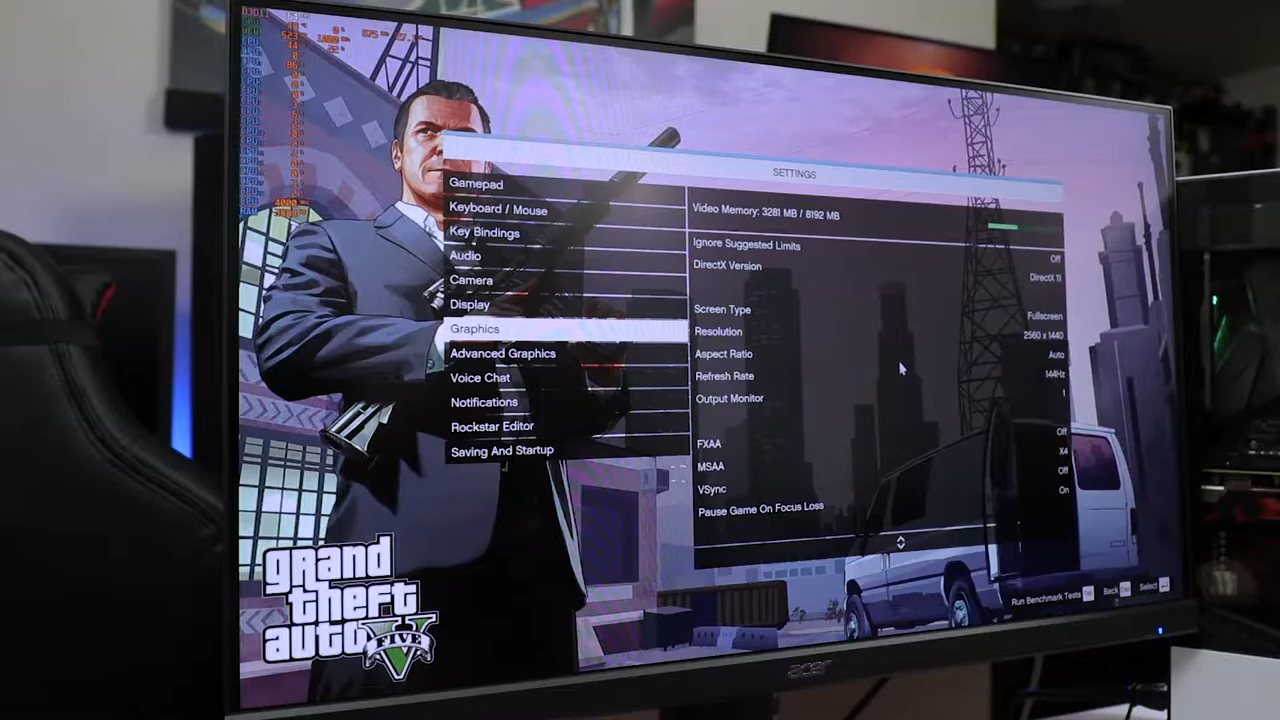 D3D11
SETTINGS
Gamepad
Keyboard / Mouse
Key Bindings
Audio
Camera
Display
Graphics
Advanced Graphics
Voice Chat
Notifications
Rockstar Editor
Saving And Startup
Video Memory: 3281 MB / 8192 MB
Ignore Suggested Limits Off
DirectX Version DirectX 11
Screen Type Fullscreen
Resolution 2560 x 1440
Aspect Ratio Auto
Refresh Rate 144Hz
Output Monitor 1
FXAA Off
MSAA X4
VSync Off
Pause Game On Focus Loss On
Run Benchmark Tests Back Select
grand
theft
auto V
FIVE
acer